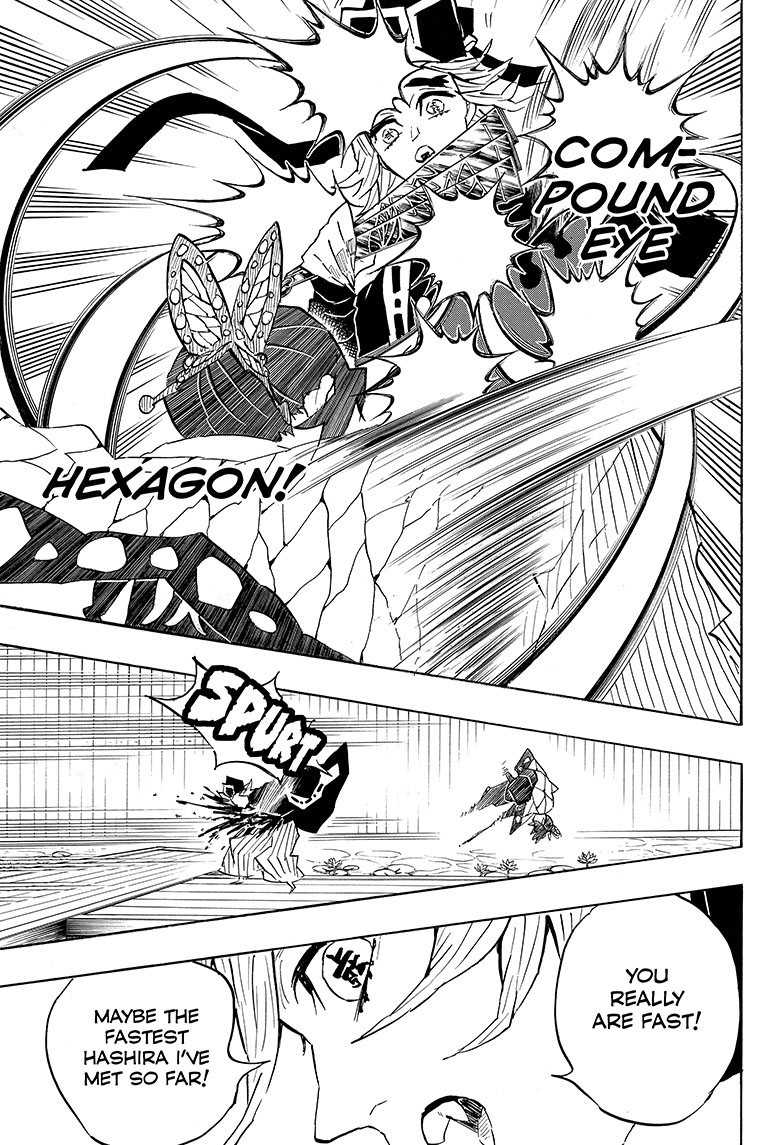 COM-
POUND
EYE
HEXAGON!
SPURT
YOU
REALLY
ARE FAST!
MAYBE THE
FASTEST
HASHIRA I'VE
MET SO FAR!